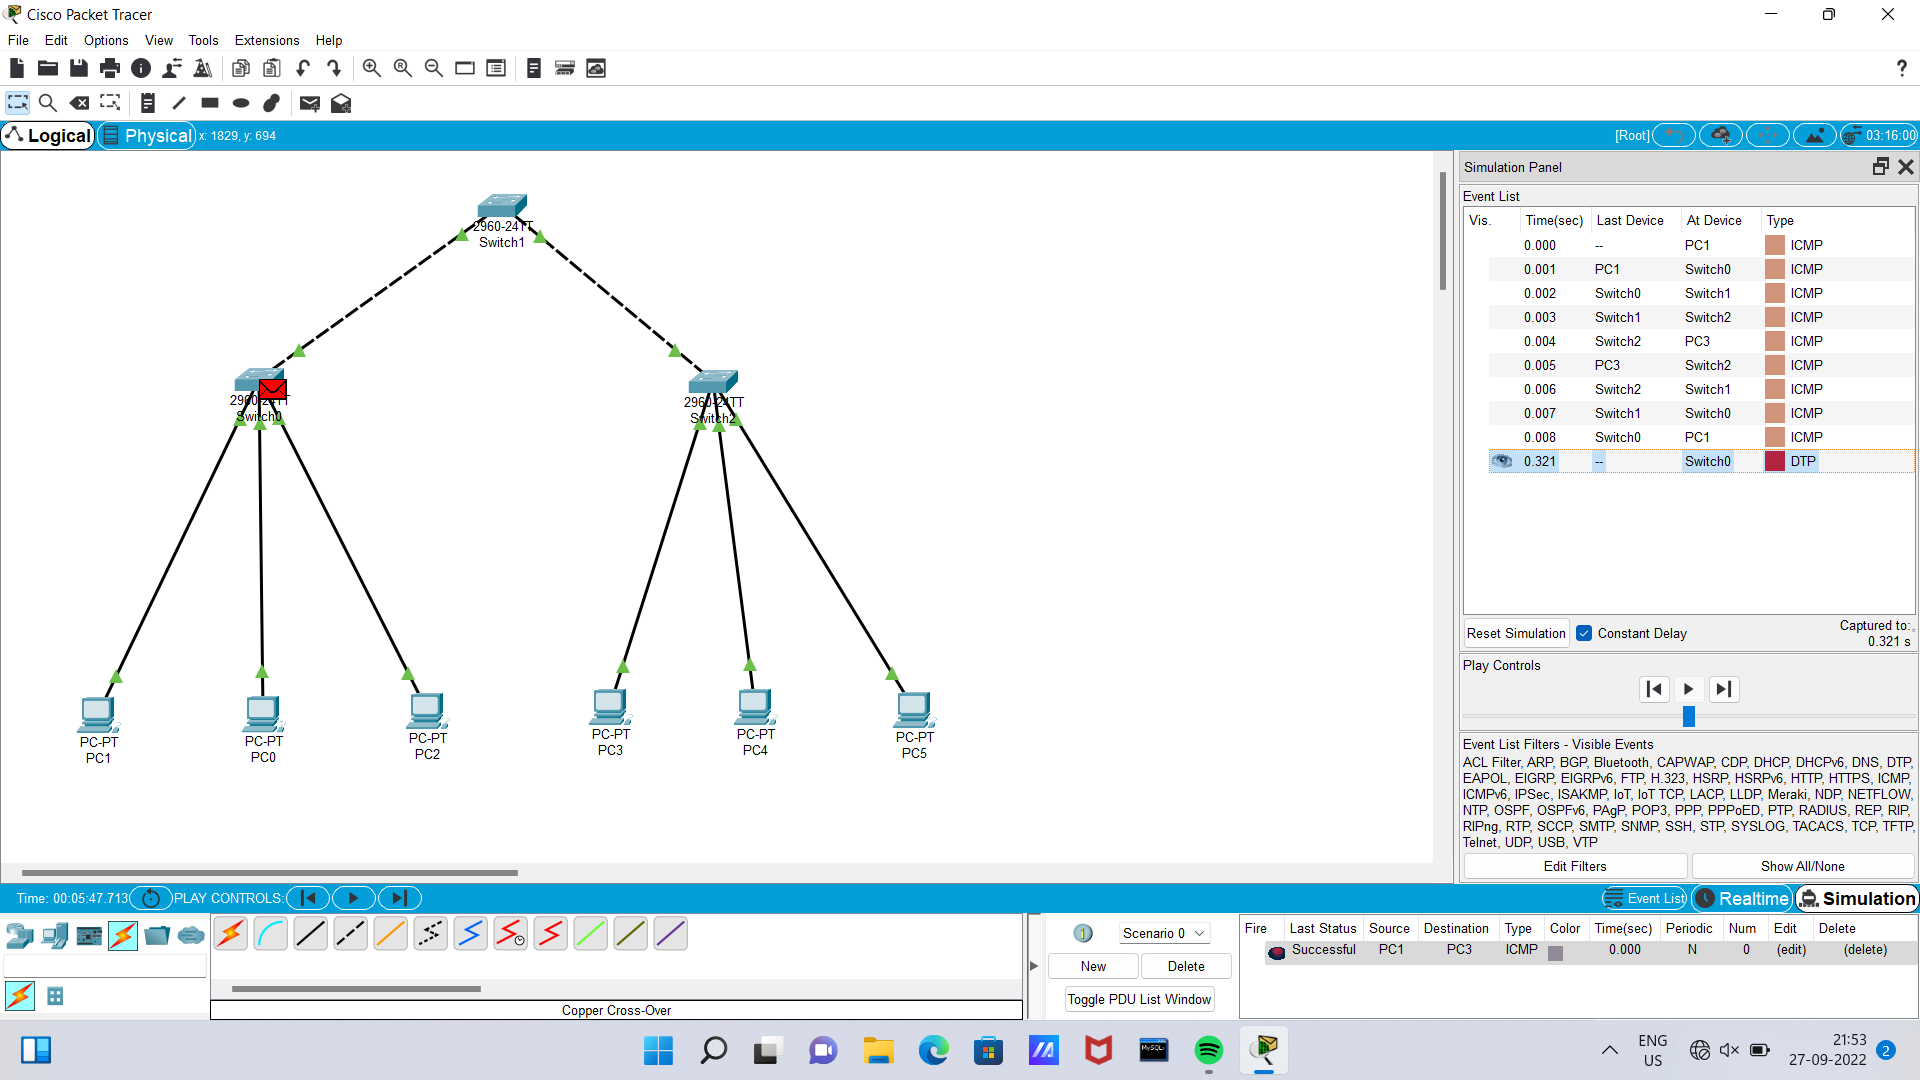 Cisco Packet Tracer
File Edit Options View Tools Extensions Help
Logical Physical x: 1829, y: 694 [Root] 03:16:00
2960-24TT
Switch1
2960-24TT
Switch0
2960-24TT
Switch2
PC-PT
PC1
PC-PT
PC0
PC-PT
PC2
PC-PT
PC3
PC-PT
PC4
PC-PT
PC5
Simulation Panel
Event List
Vis. Time(sec) Last Device At Device Type
0.000 -- PC1 ICMP
0.001 PC1 Switch0 ICMP
0.002 Switch0 Switch1 ICMP
0.003 Switch1 Switch2 ICMP
0.004 Switch2 PC3 ICMP
0.005 PC3 Switch2 ICMP
0.006 Switch2 Switch1 ICMP
0.007 Switch1 Switch0 ICMP
0.008 Switch0 PC1 ICMP
0.321 -- Switch0 DTP
Reset Simulation Constant Delay Captured to:
0.321 s
Play Controls
Event List Filters - Visible Events
ACL Filter, ARP, BGP, Bluetooth, CAPWAP, CDP, DHCP, DHCPv6, DNS, DTP,
EAPOL, EIGRP, EIGRPv6, FTP, H.323, HSRP, HSRPv6, HTTP, HTTPS, ICMP,
ICMPv6, IPSec, ISAKMP, IoT, IoT TCP, LACP, LLDP, Meraki, NDP, NETFLOW,
NTP, OSPF, OSPFv6, PAgP, POP3, PPP, PPPoED, PTP, RADIUS, REP, RIP,
RIPng, RTP, SCCP, SMTP, SNMP, SSH, STP, SYSLOG, TACACS, TCP, TFTP,
Telnet, UDP, USB, VTP
Edit Filters Show All/None
Time: 00:05:47.713 PLAY CONTROLS: Event List Realtime Simulation
Copper Cross-Over
1 Scenario 0
New Delete
Toggle PDU List Window
Fire Last Status Source Destination Type Color Time(sec) Periodic Num Edit Delete
Successful PC1 PC3 ICMP 0.000 N 0 (edit) (delete)
ENG
US
21:53
27-09-2022
2